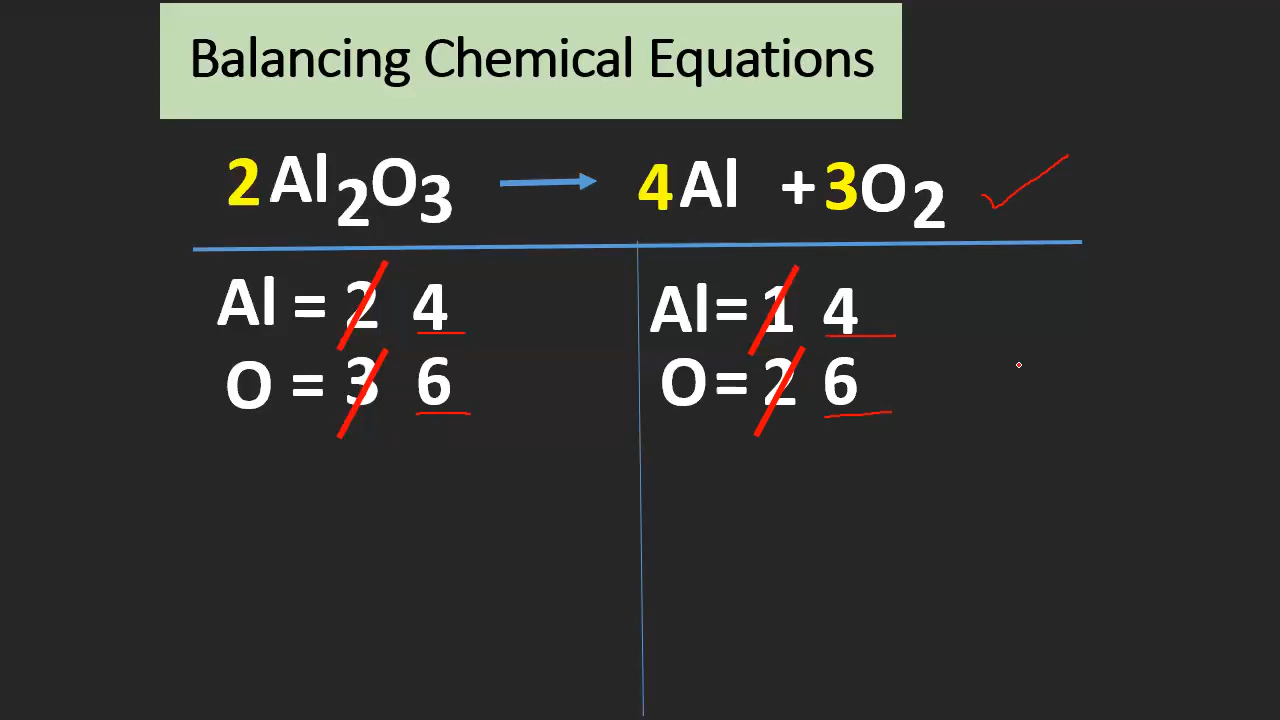 Balancing Chemical Equations
2Al2O3 → 4Al + 3O2 ✓
Al = 2 4 Al= 1 4
O = 3 6 O= 2 6